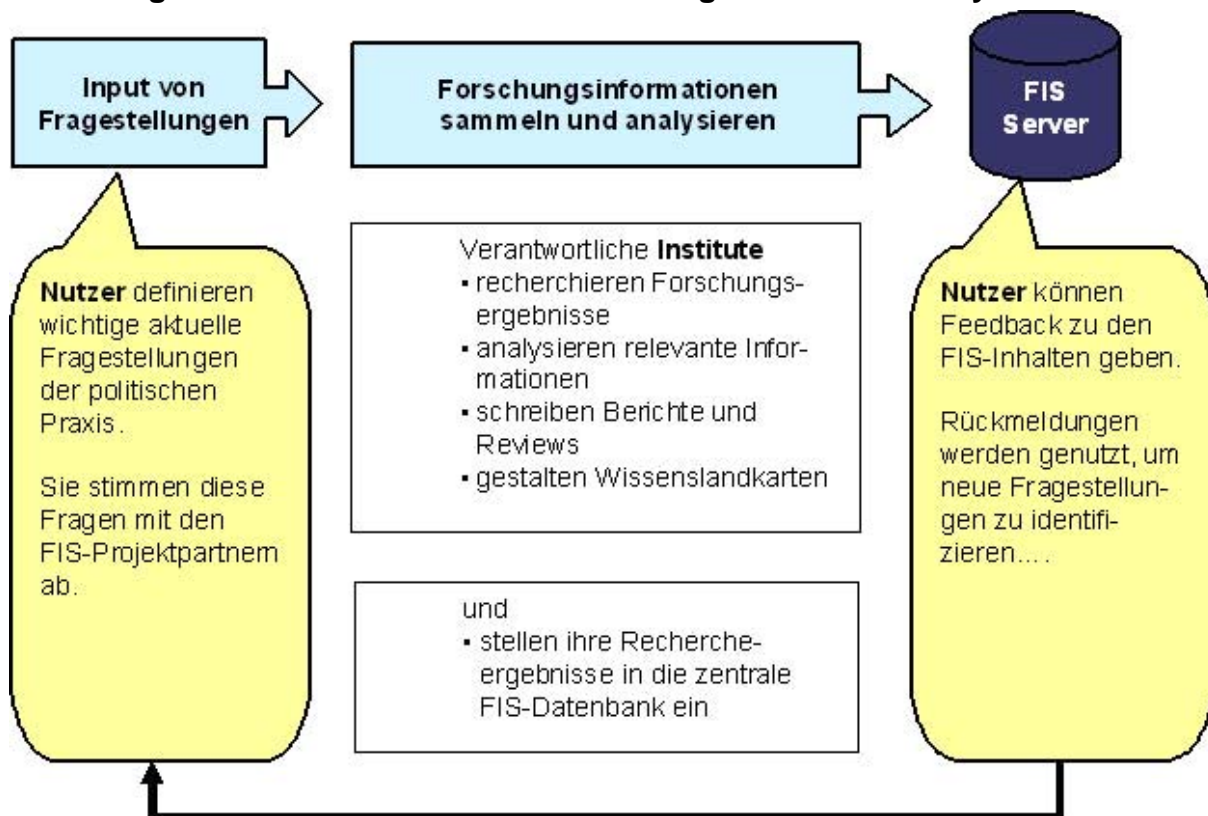 Input von
Fragestellungen
Forschungsinformationen
sammeln und analysieren
FIS
Server
Nutzer definieren
wichtige aktuelle
Fragestellungen
der politischen
Praxis.
Sie stimmen diese
Fragen mit den
FIS-Projektpartnern
ab.
Verantwortliche Institute
▪ recherchieren Forschungs-
ergebnisse
▪ analysieren relevante Infor-
mationen
▪ schreiben Berichte und
Reviews
▪ gestalten Wissenslandkarten
und
▪ stellen ihre Recherche-
ergebnisse in die zentrale
FIS-Datenbank ein
Nutzer können
Feedback zu den
FIS-Inhalten geben.
Rückmeldungen
werden genutzt, um
neue Fragestellun-
gen zu identifi-
zieren....